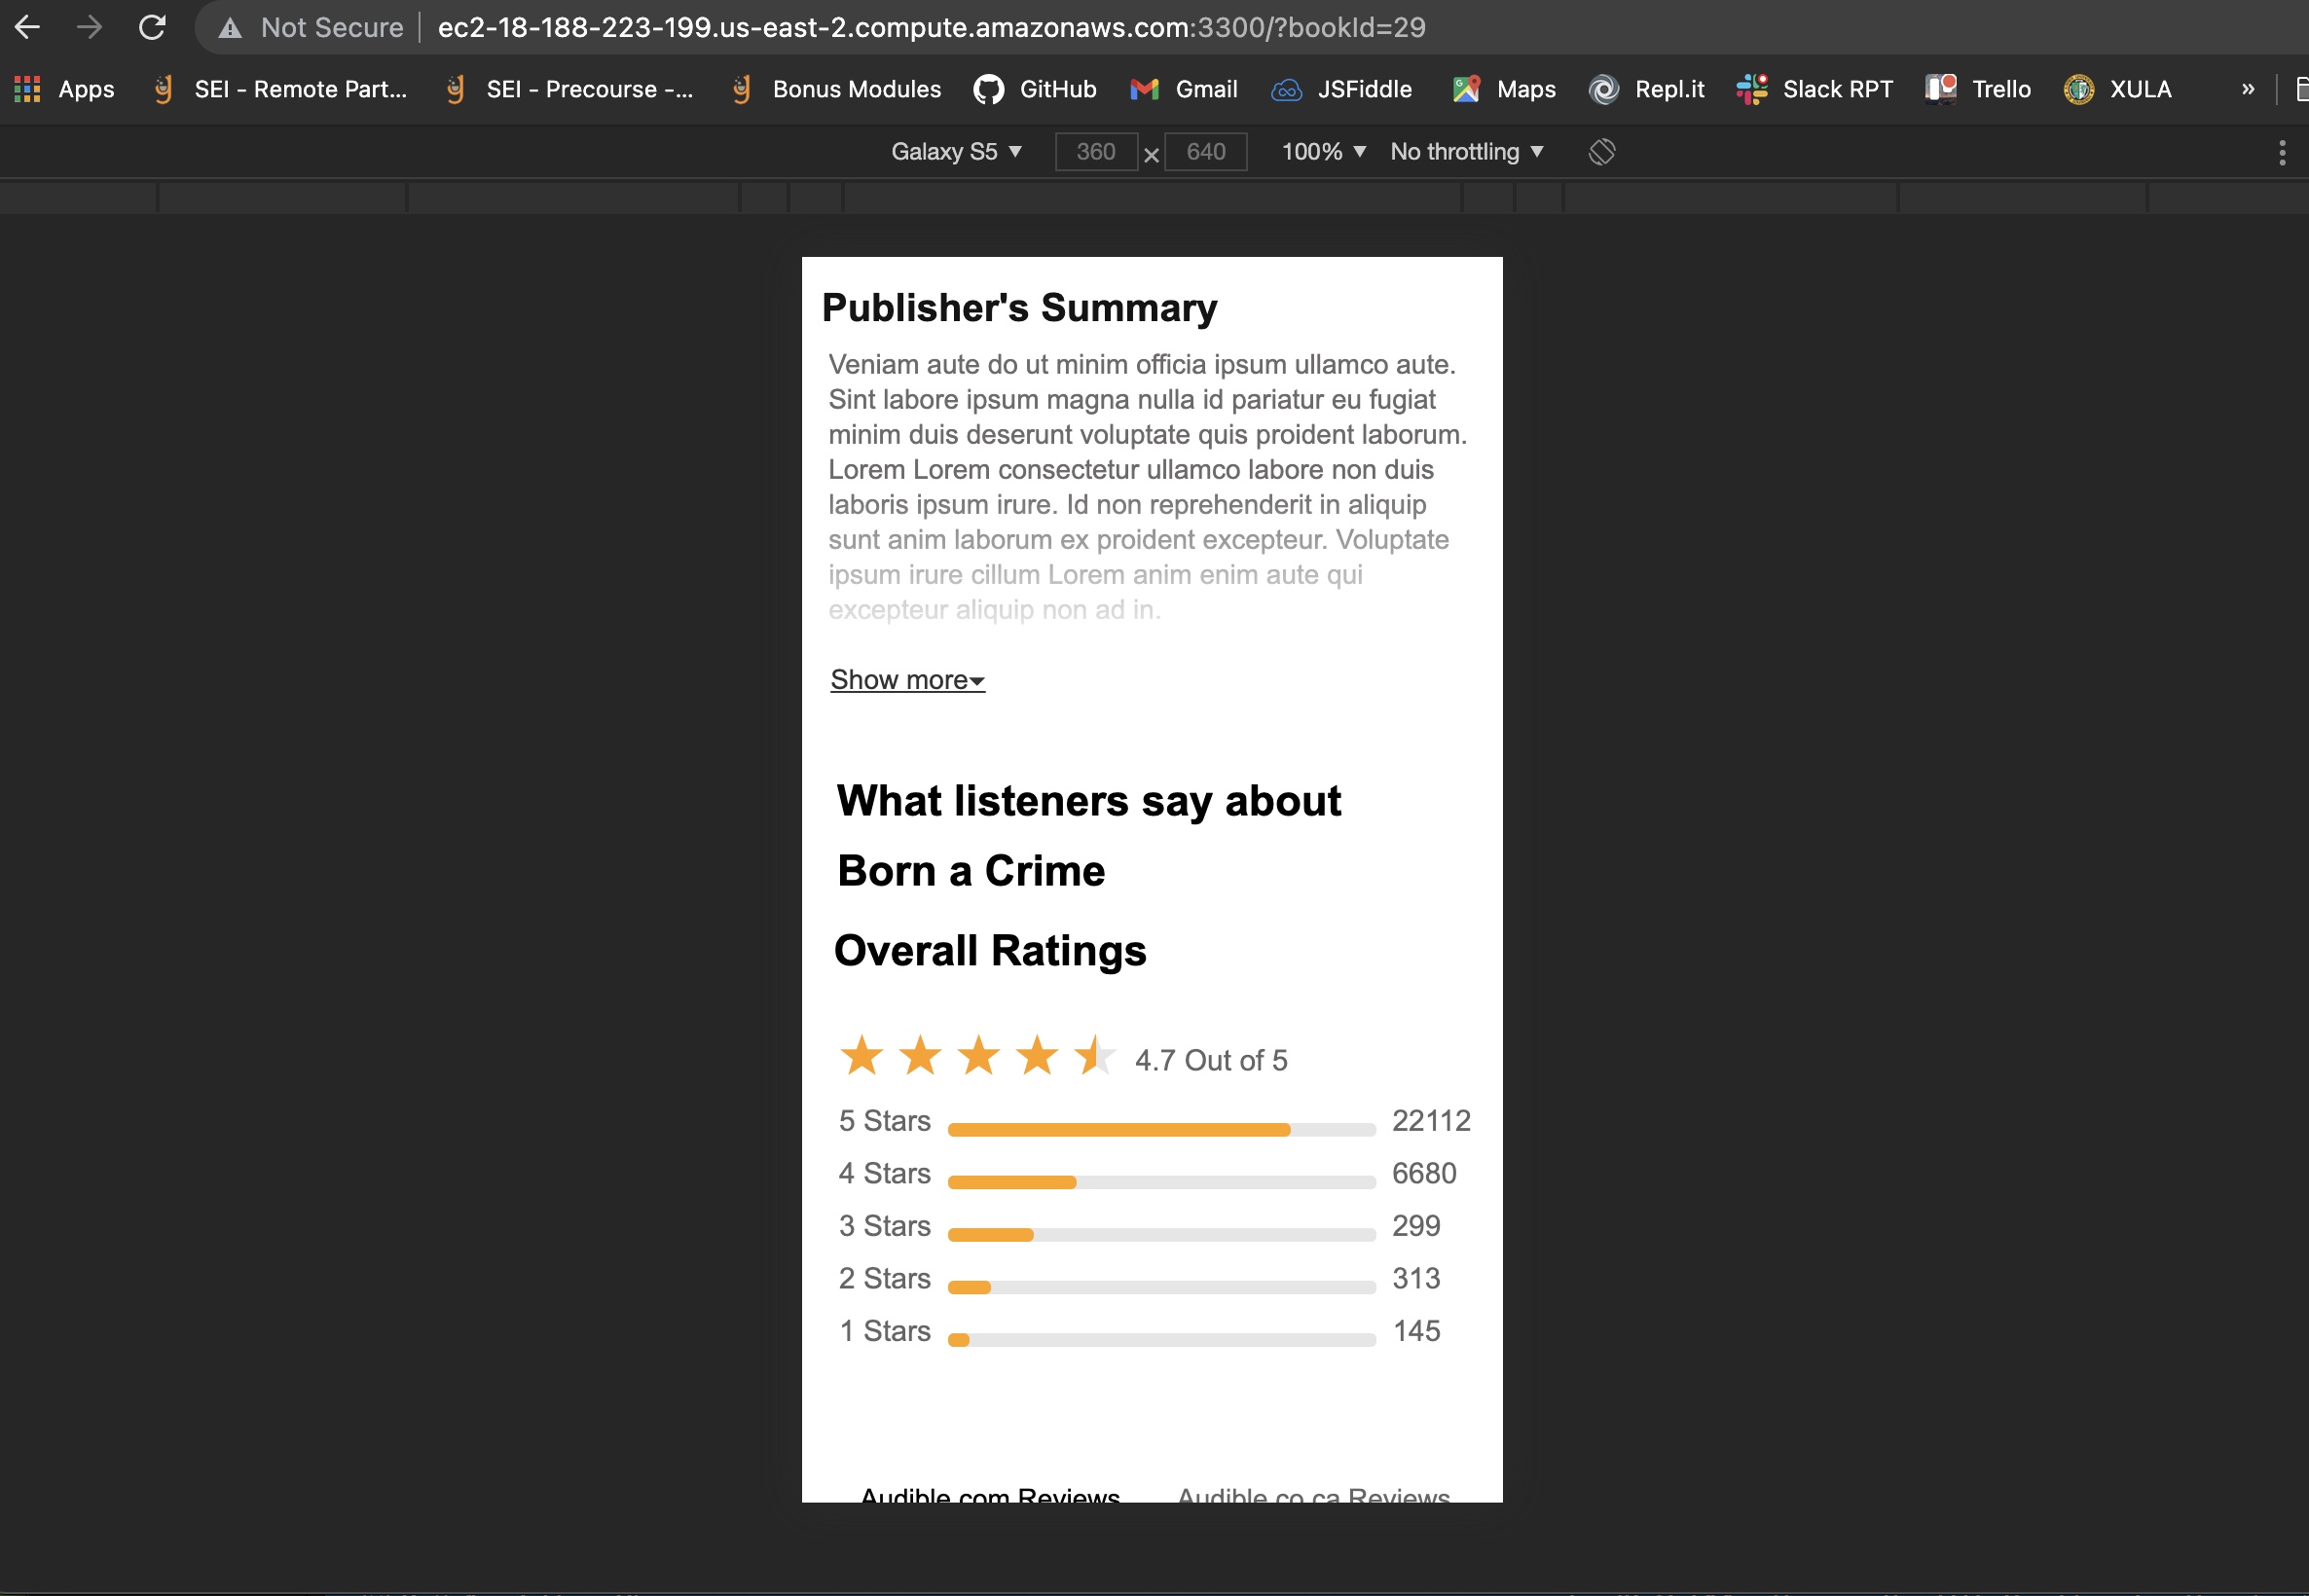 Not Secure ec2-18-188-223-199.us-east-2.compute.amazonaws.com:3300/?bookId=29
Apps SEI - Remote Part... SEI - Precourse -... Bonus Modules GitHub Gmail JSFiddle Maps Repl.it Slack RPT Trello XULA »
Galaxy S5 ▼ 360 × 640 100% ▼ No throttling ▼
Publisher's Summary
Veniam aute do ut minim officia ipsum ullamco aute.
Sint labore ipsum magna nulla id pariatur eu fugiat
minim duis deserunt voluptate quis proident laborum.
Lorem Lorem consectetur ullamco labore non duis
laboris ipsum irure. Id non reprehenderit in aliquip
sunt anim laborum ex proident excepteur. Voluptate
ipsum irure cillum Lorem anim enim aute qui
excepteur aliquip non ad in.
Show more
What listeners say about
Born a Crime
Overall Ratings
4.7 Out of 5
5 Stars 22112
4 Stars 6680
3 Stars 299
2 Stars 313
1 Stars 145
Audible.com Reviews Audible.co.ca Reviews